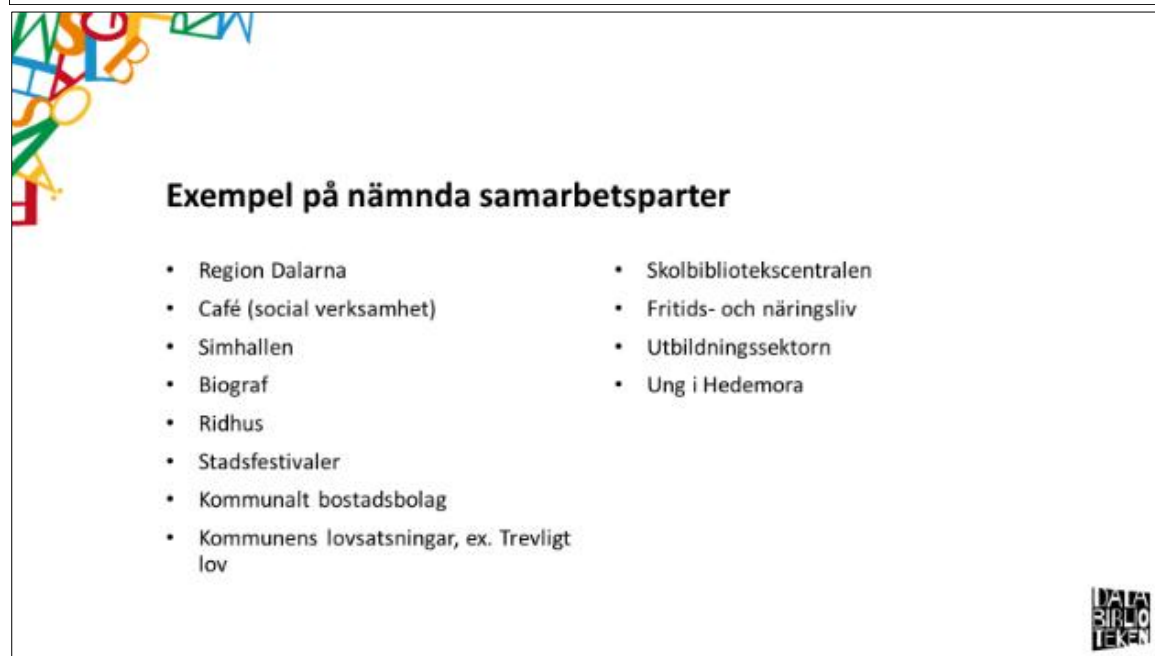 Exempel på nämnda samarbetsparter
• Region Dalarna
• Café (social verksamhet)
• Simhallen
• Biograf
• Ridhus
• Stadsfestivaler
• Kommunalt bostadsbolag
• Kommunens lovsatsningar, ex. Trevligt
lov
• Skolbibliotekscentralen
• Fritids- och näringsliv
• Utbildningssektorn
• Ung i Hedemora
DALA
BIBLIO
TEKEN